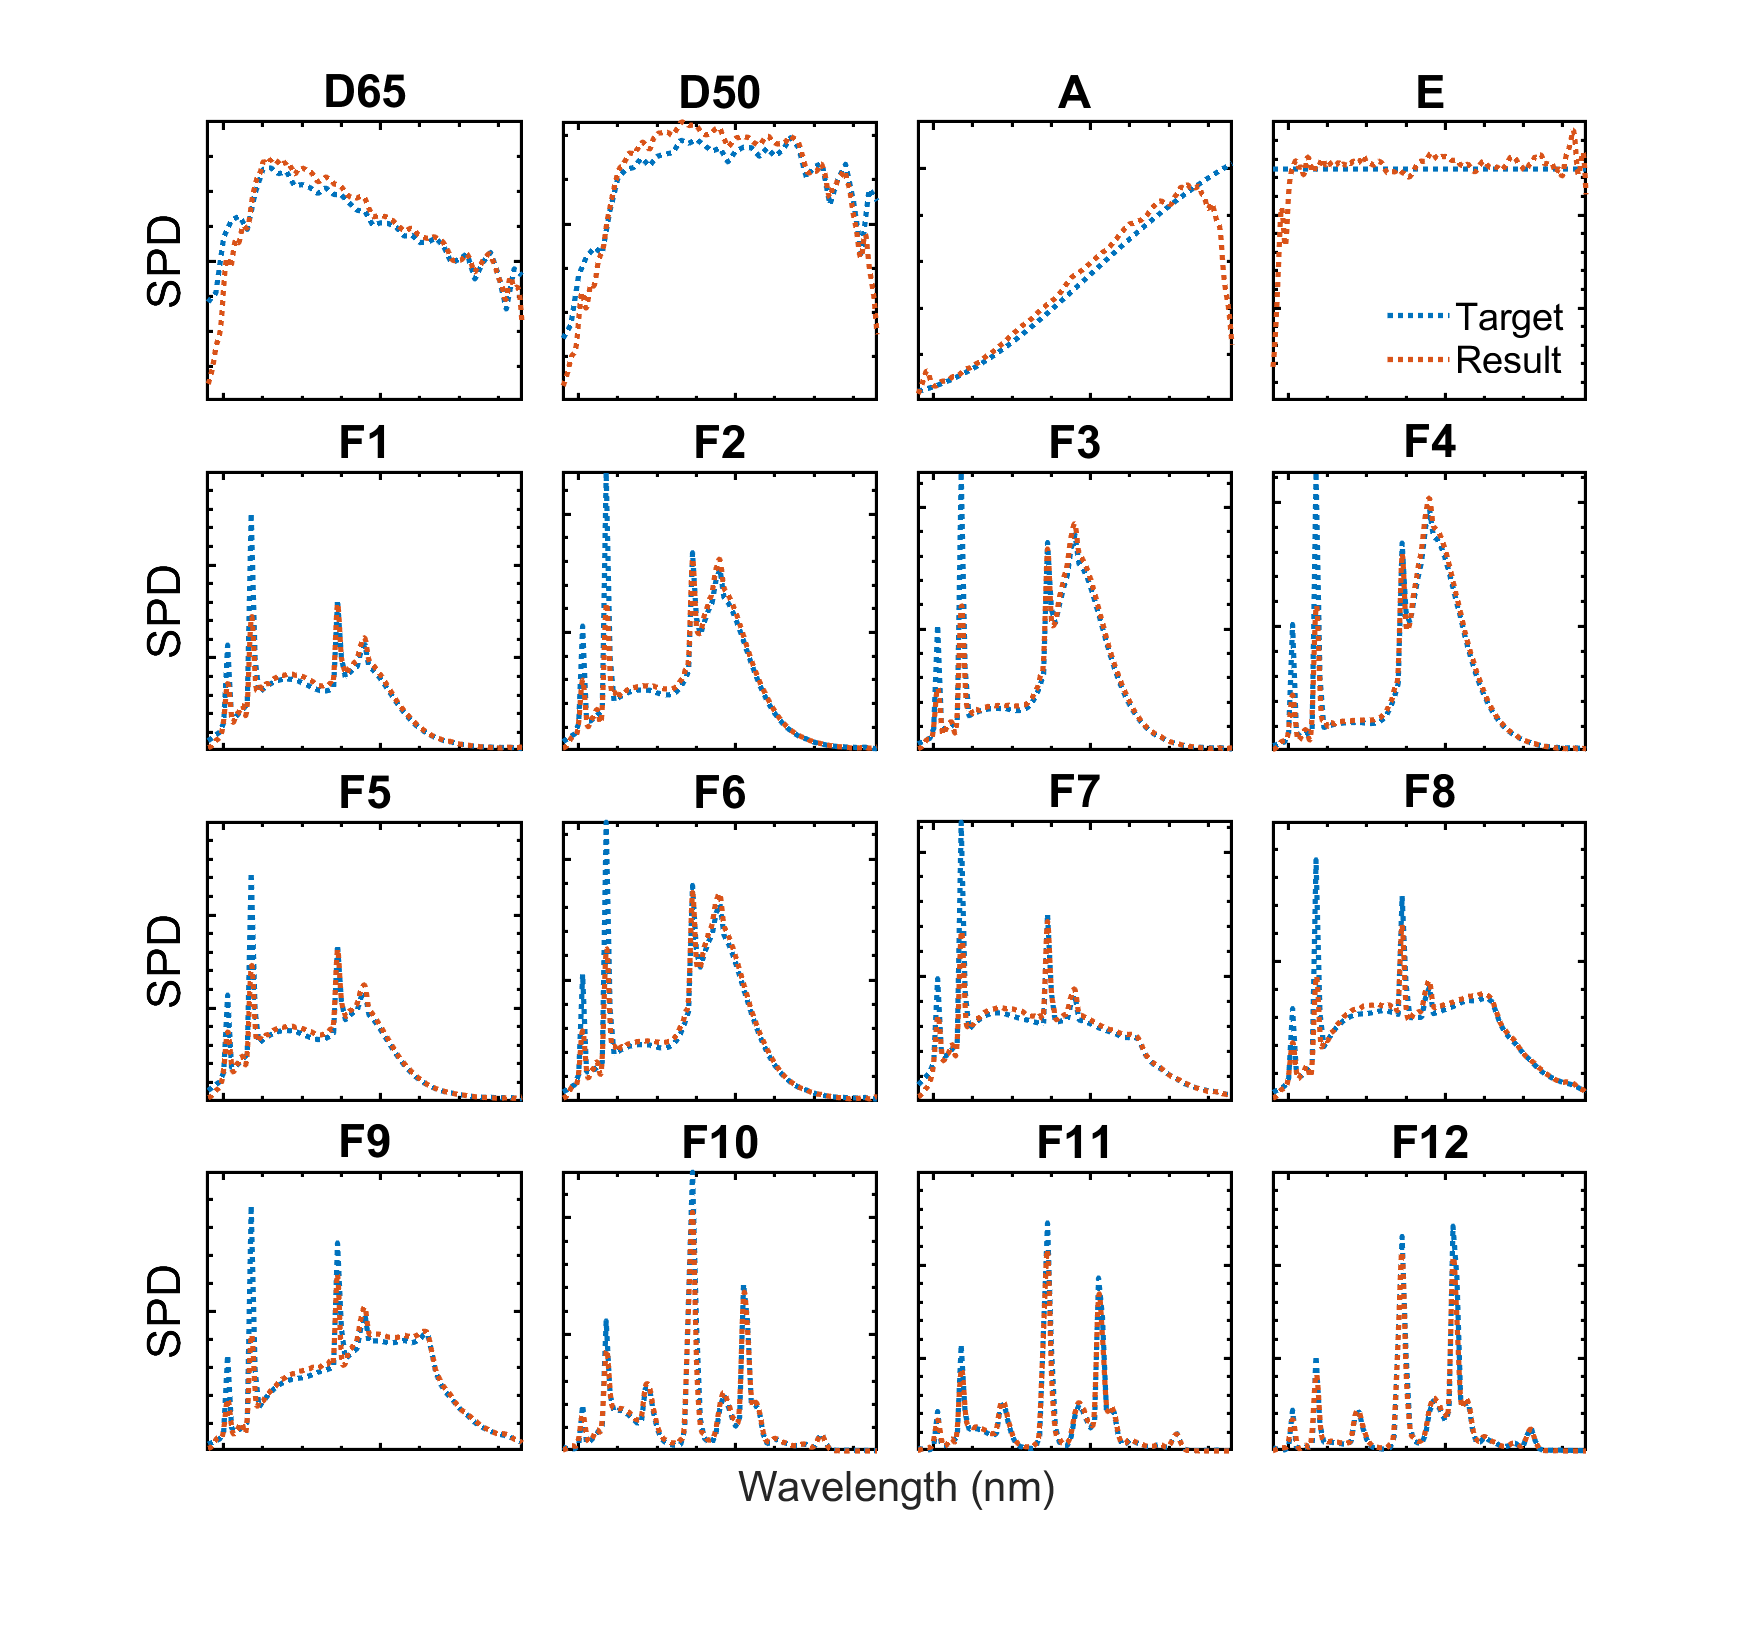 D65 D50 A E
SPD
Target
Result
F1 F2 F3 F4
SPD
F5 F6 F7 F8
SPD
F9 F10 F11 F12
SPD
Wavelength (nm)